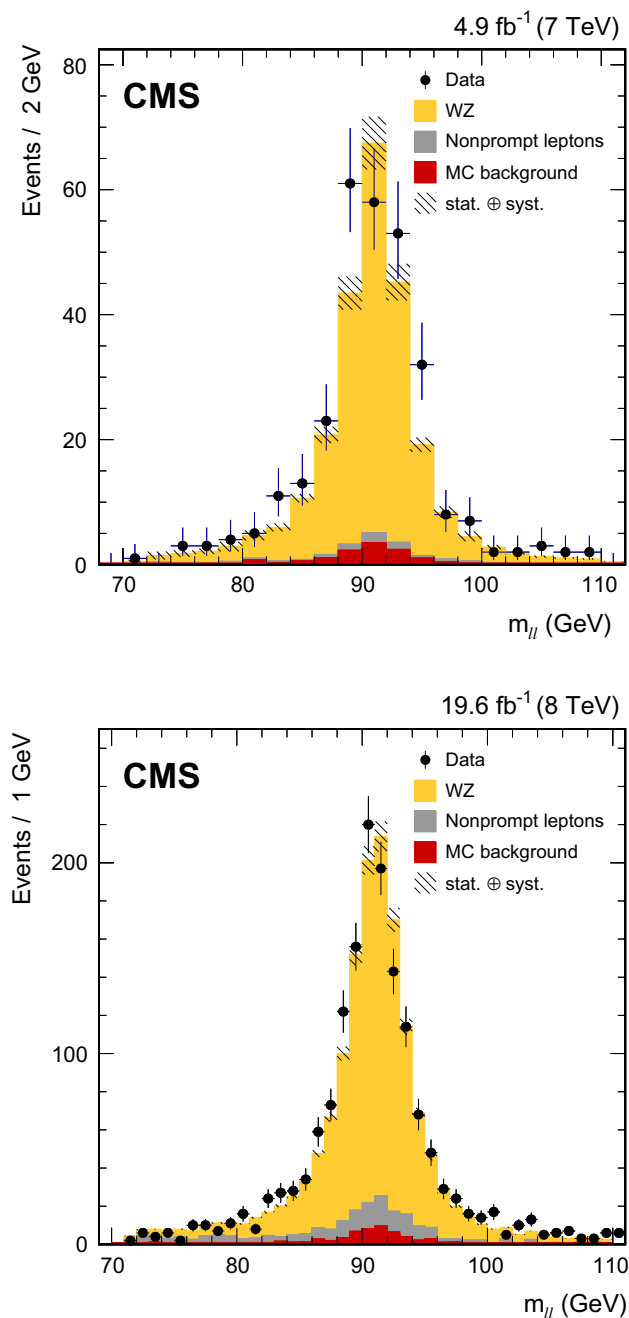 4.9 fb⁻¹ (7 TeV)
CMS
Events / 2 GeV
80
60
40
20
0
Data
WZ
Nonprompt leptons
MC background
stat. ⊕ syst.
70 80 90 100 110
m_ll (GeV)
19.6 fb⁻¹ (8 TeV)
CMS
Events / 1 GeV
200
100
0
Data
WZ
Nonprompt leptons
MC background
stat. ⊕ syst.
70 80 90 100 110
m_ll (GeV)